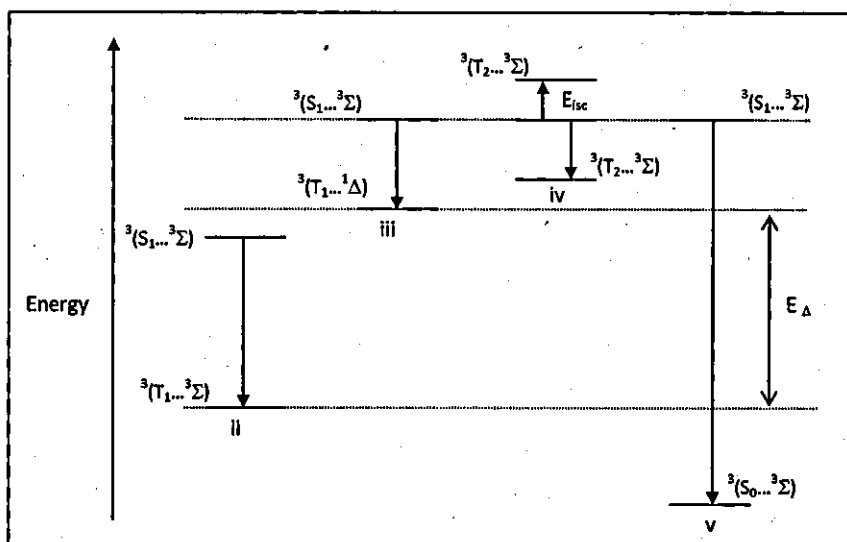 ³(T₂...³Σ)
³(S₁...³Σ) E_isc ³(S₁...³Σ)
³(T₂...³Σ)
³(T₁...¹Δ) iv
iii
³(S₁...³Σ)
Energy E_Δ
³(T₁...³Σ)
ii
³(S₀...³Σ)
v